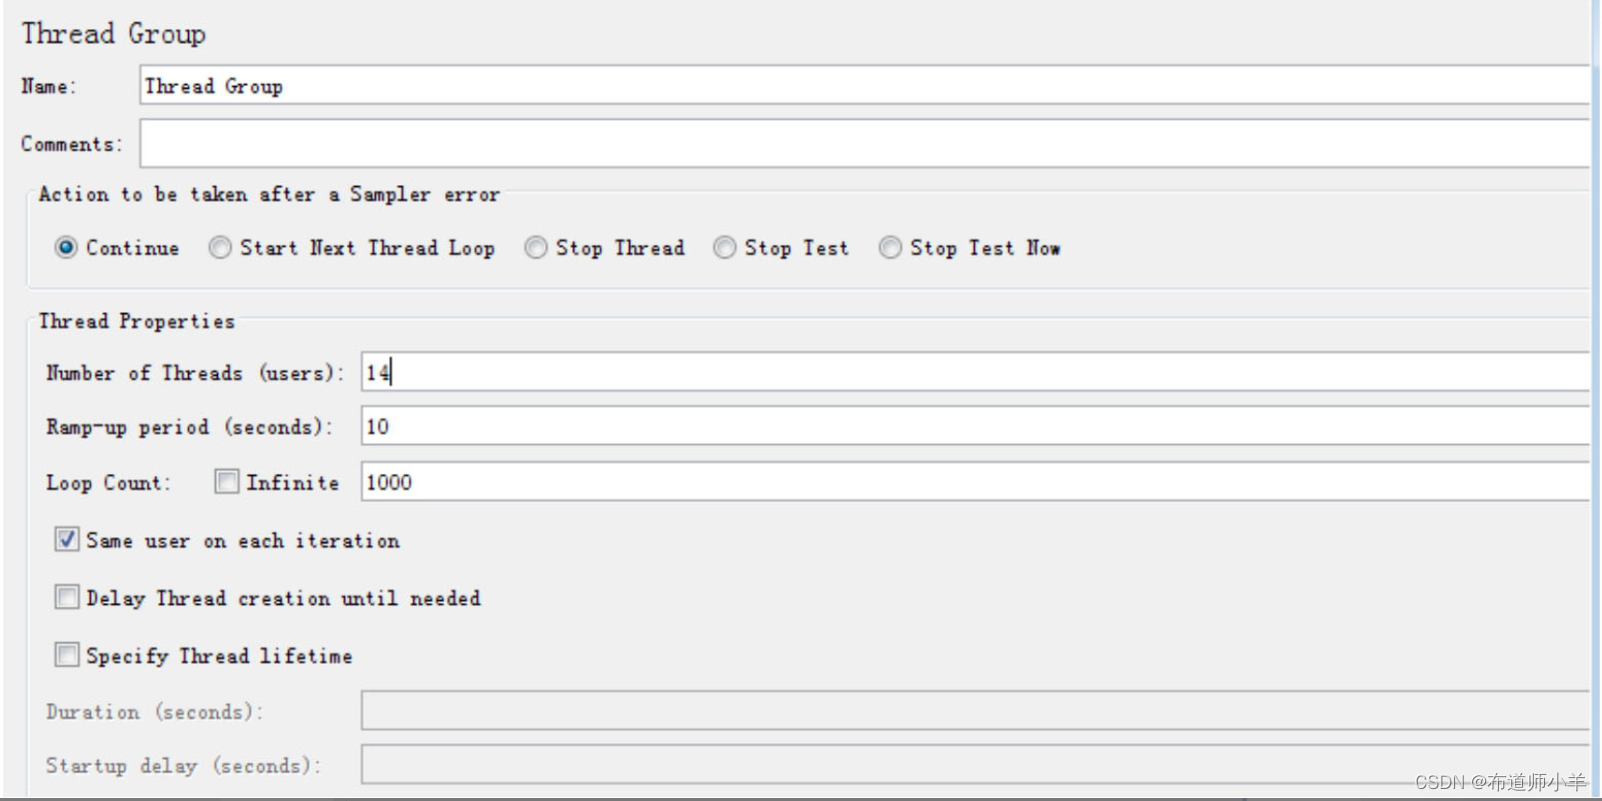 Thread Group
Name: Thread Group
Comments:
Action to be taken after a Sampler error
Continue Start Next Thread Loop Stop Thread Stop Test Stop Test Now
Thread Properties
Number of Threads (users): 14
Ramp-up period (seconds): 10
Loop Count: Infinite 1000
Same user on each iteration
Delay Thread creation until needed
Specify Thread lifetime
Duration (seconds):
Startup delay (seconds):
CSDN @布道师小羊